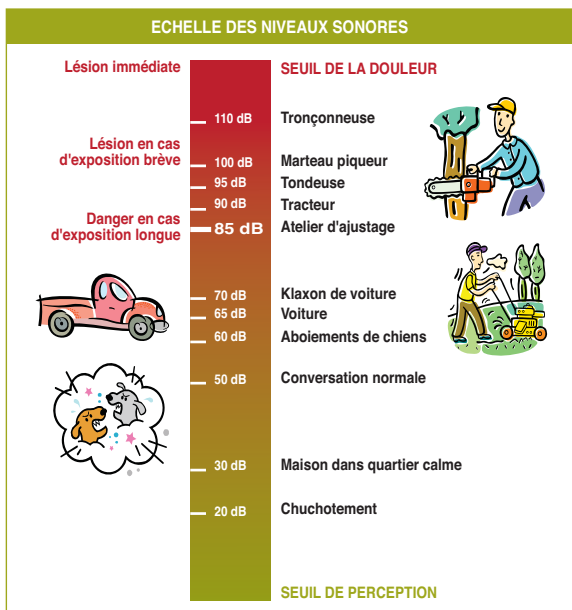 ECHELLE DES NIVEAUX SONORES
Lésion immédiate
SEUIL DE LA DOULEUR
110 dB
Tronçonneuse
Lésion en cas
d'exposition brève
100 dB
Marteau piqueur
95 dB
Tondeuse
90 dB
Tracteur
Danger en cas
d'exposition longue
85 dB
Atelier d'ajustage
70 dB
Klaxon de voiture
65 dB
Voiture
60 dB
Aboiements de chiens
50 dB
Conversation normale
30 dB
Maison dans quartier calme
20 dB
Chuchotement
SEUIL DE PERCEPTION